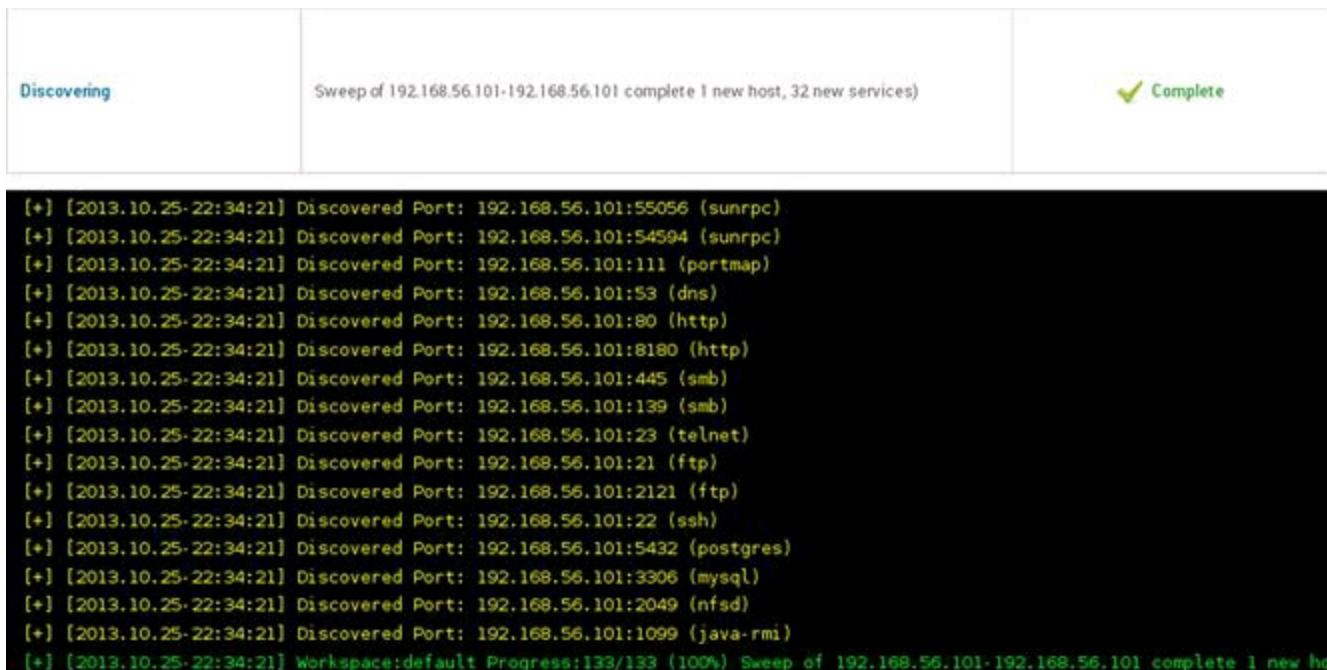 Discovering
Sweep of 192.168.56.101-192.168.56.101 complete 1 new host, 32 new services)
Complete
[+] [2013.10.25-22:34:21] Discovered Port: 192.168.56.101:55056 (sunrpc)
[+] [2013.10.25-22:34:21] Discovered Port: 192.168.56.101:54594 (sunrpc)
[+] [2013.10.25-22:34:21] Discovered Port: 192.168.56.101:111 (portmap)
[+] [2013.10.25-22:34:21] Discovered Port: 192.168.56.101:53 (dns)
[+] [2013.10.25-22:34:21] Discovered Port: 192.168.56.101:80 (http)
[+] [2013.10.25-22:34:21] Discovered Port: 192.168.56.101:8180 (http)
[+] [2013.10.25-22:34:21] Discovered Port: 192.168.56.101:445 (smb)
[+] [2013.10.25-22:34:21] Discovered Port: 192.168.56.101:139 (smb)
[+] [2013.10.25-22:34:21] Discovered Port: 192.168.56.101:23 (telnet)
[+] [2013.10.25-22:34:21] Discovered Port: 192.168.56.101:21 (ftp)
[+] [2013.10.25-22:34:21] Discovered Port: 192.168.56.101:2121 (ftp)
[+] [2013.10.25-22:34:21] Discovered Port: 192.168.56.101:22 (ssh)
[+] [2013.10.25-22:34:21] Discovered Port: 192.168.56.101:5432 (postgres)
[+] [2013.10.25-22:34:21] Discovered Port: 192.168.56.101:3306 (mysql)
[+] [2013.10.25-22:34:21] Discovered Port: 192.168.56.101:2049 (nfsd)
[+] [2013.10.25-22:34:21] Discovered Port: 192.168.56.101:1099 (java-rmi)
[+] [2013.10.25-22:34:21] Workspace:default Progress:133/133 (100%) Sweep of 192.168.56.101-192.168.56.101 complete 1 new